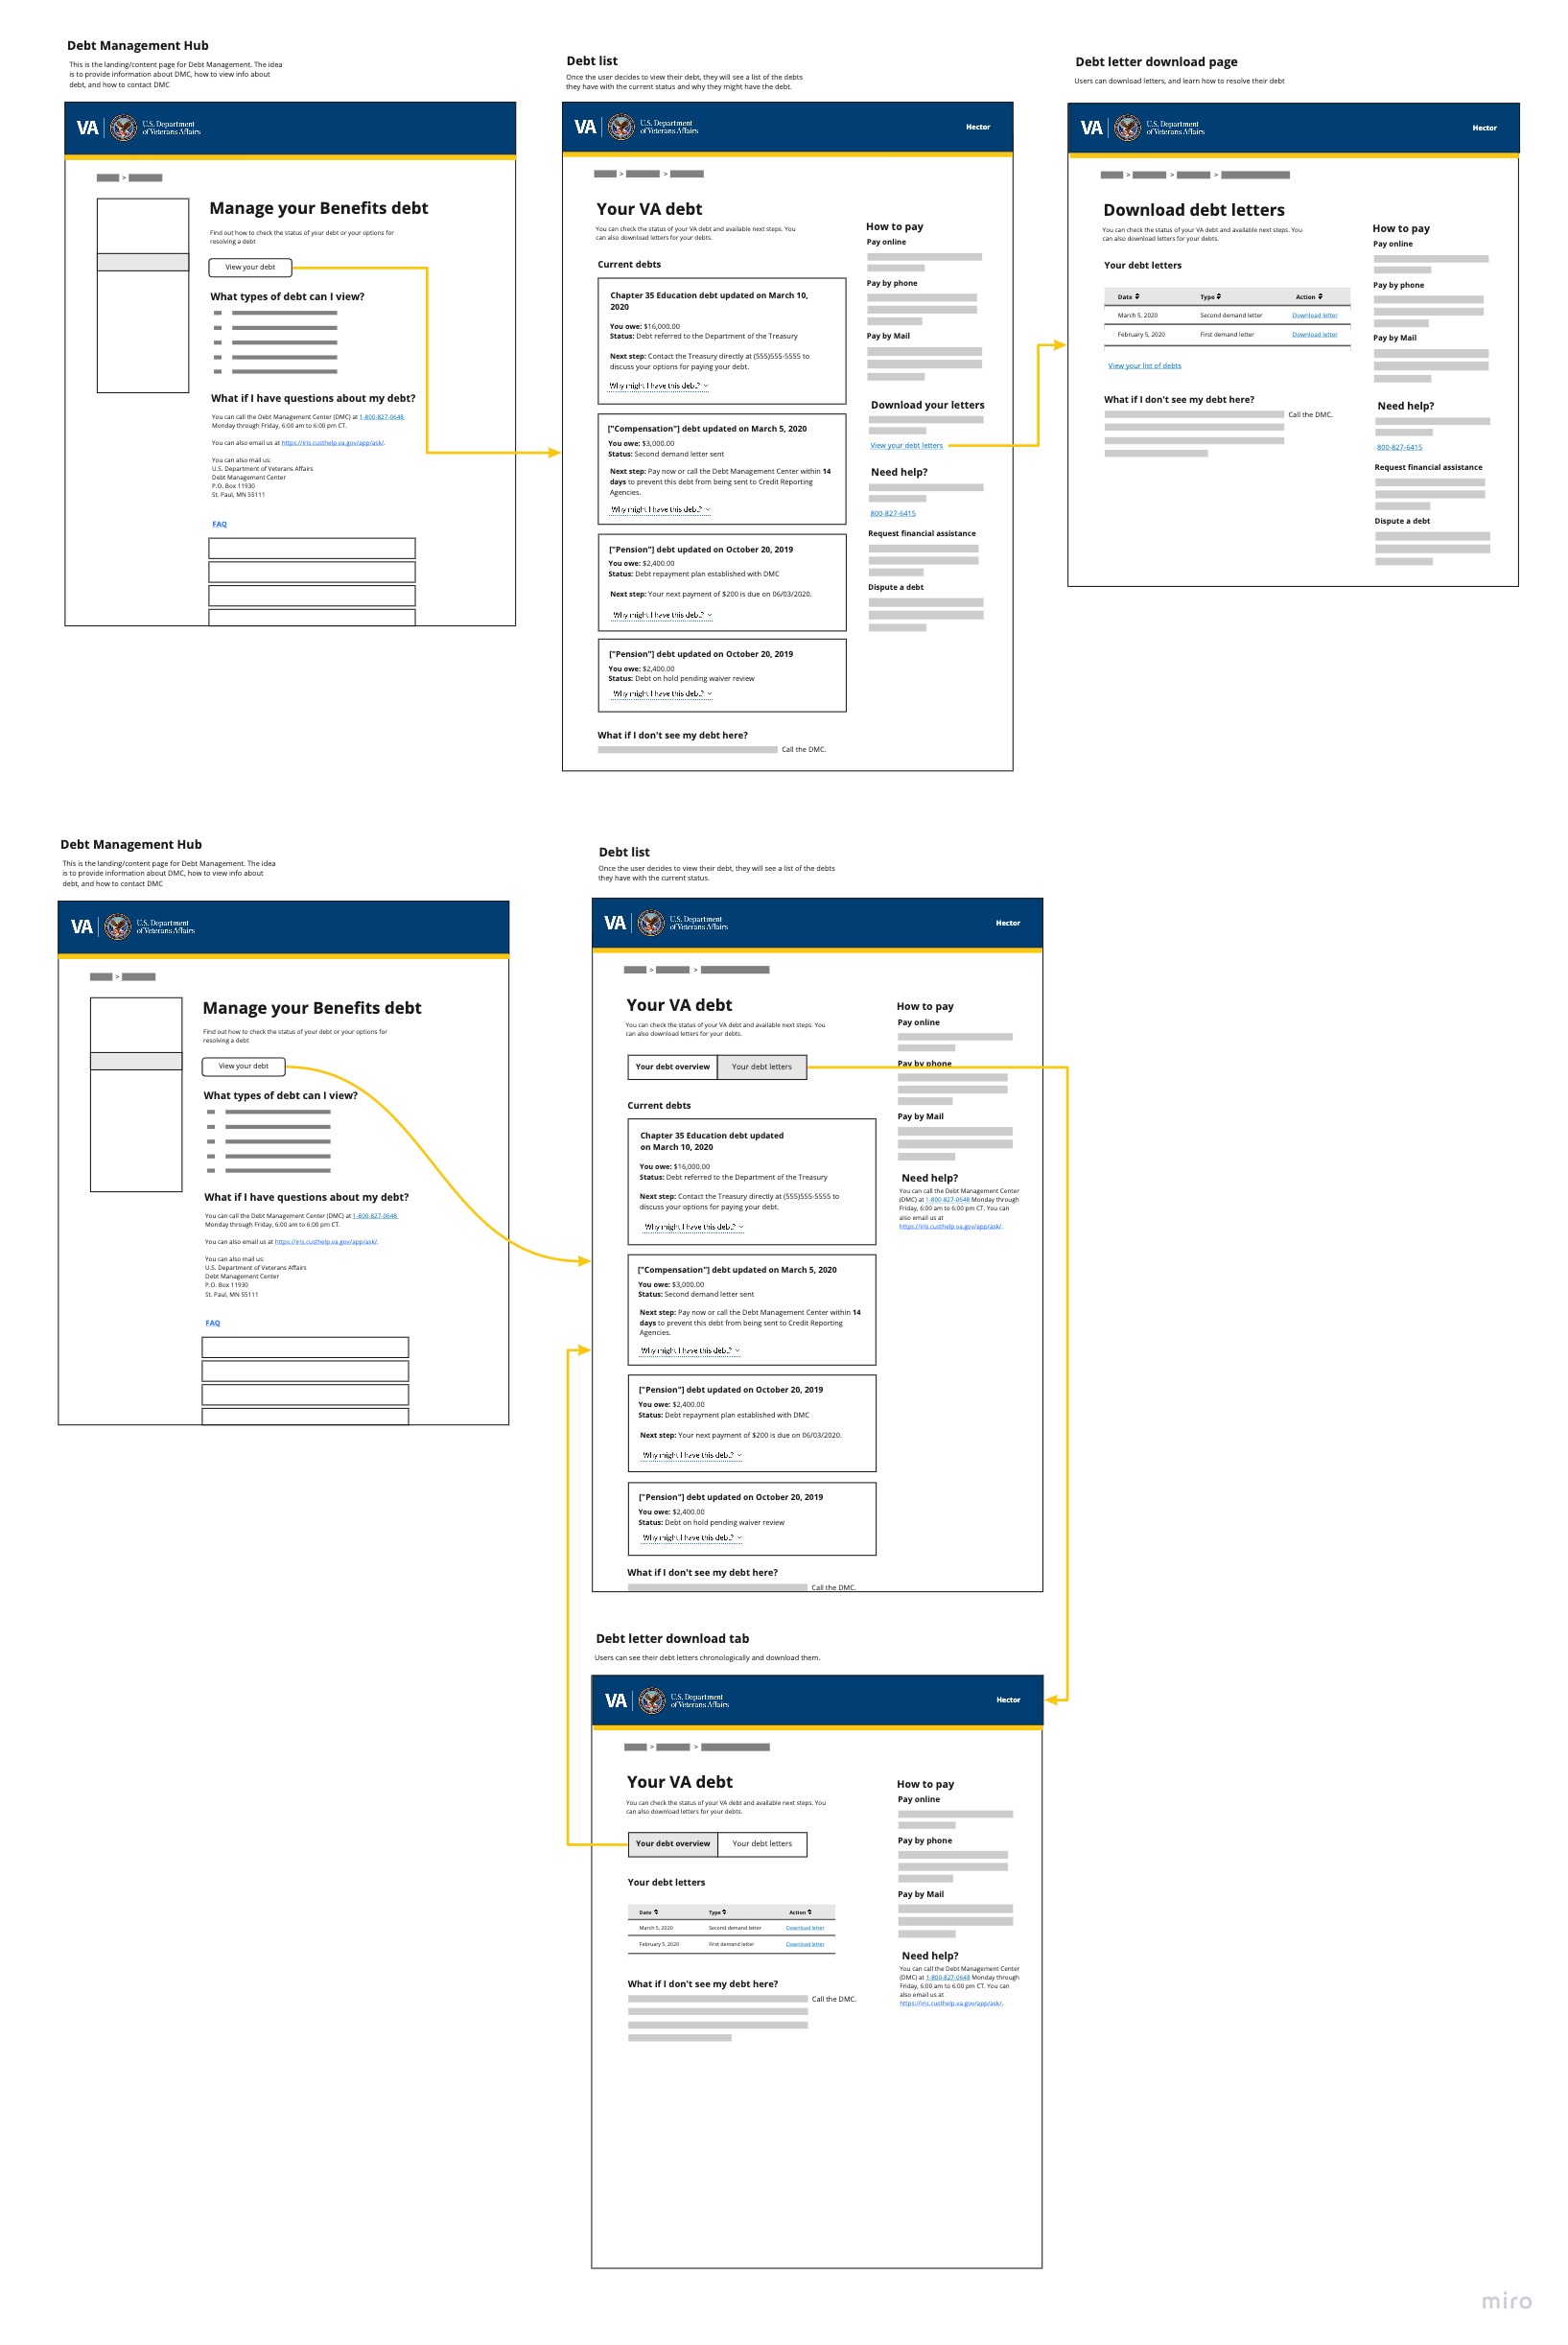 Debt Management Hub
This is the landing/content page for Debt Management. The idea
is to provide information about DMC, how to view info about
debt, and how to contact DMC
VA
U.S. Department
of Veterans Affairs
>
Manage your Benefits debt
Find out how to check the status of your debt or your options for
resolving a debt
View your debt
What types of debt can I view?
What if I have questions about my debt?
You can call the Debt Management Center (DMC) at 1-800-827-0648
Monday through Friday, 6:00 am to 6:00 pm CT.
You can also email us at https://iris.custhelp.va.gov/app/ask/.
You can also mail us:
U.S. Department of Veterans Affairs
Debt Management Center
P.O. Box 11930
St. Paul, MN 55111
FAQ
Debt list
Once the user decides to view their debt, they will see a list of the debts
they have with the current status and why they might have the debt.
VA
U.S. Department
of Veterans Affairs
Hector
> >
Your VA debt
You can check the status of your VA debt and available next steps. You
can also download letters for your debts.
Current debts
Chapter 35 Education debt updated on March 10,
2020
You owe: $16,000.00
Status: Debt referred to the Department of the Treasury
Next step: Contact the Treasury directly at (555)555-5555 to
discuss your options for paying your debt.
Why might I have this debt?
["Compensation"] debt updated on March 5, 2020
You owe: $3,000.00
Status: Second demand letter sent
Next step: Pay now or call the Debt Management Center within 14
days to prevent this debt from being sent to Credit Reporting
Agencies.
Why might I have this debt?
["Pension"] debt updated on October 20, 2019
You owe: $2,400.00
Status: Debt repayment plan established with DMC
Next step: Your next payment of $200 is due on 06/03/2020.
Why might I have this debt?
["Pension"] debt updated on October 20, 2019
You owe: $2,400.00
Status: Debt on hold pending waiver review
Why might I have this debt?
What if I don't see my debt here?
Call the DMC.
How to pay
Pay online
Pay by phone
Pay by Mail
Download your letters
View your debt letters
Need help?
800-827-6415
Request financial assistance
Dispute a debt
Debt letter download page
Users can download letters, and learn how to resolve their debt
VA
U.S. Department
of Veterans Affairs
Hector
> > >
Download debt letters
You can check the status of your VA debt and available next steps. You
can also download letters for your debts.
Your debt letters
Date Type Action
March 5, 2020 Second demand letter Download letter
February 5, 2020 First demand letter Download letter
View your list of debts
What if I don't see my debt here?
Call the DMC.
How to pay
Pay online
Pay by phone
Pay by Mail
Need help?
800-827-6415
Request financial assistance
Dispute a debt
Debt Management Hub
This is the landing/content page for Debt Management. The idea
is to provide information about DMC, how to view info about
debt, and how to contact DMC
VA
U.S. Department
of Veterans Affairs
>
Manage your Benefits debt
Find out how to check the status of your debt or your options for
resolving a debt
View your debt
What types of debt can I view?
What if I have questions about my debt?
You can call the Debt Management Center (DMC) at 1-800-827-0648
Monday through Friday, 6:00 am to 6:00 pm CT.
You can also email us at https://iris.custhelp.va.gov/app/ask/.
You can also mail us:
U.S. Department of Veterans Affairs
Debt Management Center
P.O. Box 11930
St. Paul, MN 55111
FAQ
Debt list
Once the user decides to view their debt, they will see a list of the debts
they have with the current status.
VA
U.S. Department
of Veterans Affairs
Hector
> >
Your VA debt
You can check the status of your VA debt and available next steps. You
can also download letters for your debts.
Your debt overview Your debt letters
Current debts
Chapter 35 Education debt updated
on March 10, 2020
You owe: $16,000.00
Status: Debt referred to the Department of the Treasury
Next step: Contact the Treasury directly at (555)555-5555 to
discuss your options for paying your debt.
Why might I have this debt?
["Compensation"] debt updated on March 5, 2020
You owe: $3,000.00
Status: Second demand letter sent
Next step: Pay now or call the Debt Management Center within 14
days to prevent this debt from being sent to Credit Reporting
Agencies.
Why might I have this debt?
["Pension"] debt updated on October 20, 2019
You owe: $2,400.00
Status: Debt repayment plan established with DMC
Next step: Your next payment of $200 is due on 06/03/2020.
Why might I have this debt?
["Pension"] debt updated on October 20, 2019
You owe: $2,400.00
Status: Debt on hold pending waiver review
Why might I have this debt?
What if I don't see my debt here?
Call the DMC.
How to pay
Pay online
Pay by phone
Pay by Mail
Need help?
You can call the Debt Management Center
(DMC) at 1-800-827-0648 Monday through
Friday, 6:00 am to 6:00 pm CT. You can
also email us at
https://iris.custhelp.va.gov/app/ask/.
Debt letter download tab
Users can see their debt letters chronologically and download them.
VA
U.S. Department
of Veterans Affairs
Hector
> >
Your VA debt
You can check the status of your VA debt and available next steps. You
can also download letters for your debts.
Your debt overview Your debt letters
Your debt letters
Date Type Action
March 5, 2020 Second demand letter Download letter
February 5, 2020 First demand letter Download letter
What if I don't see my debt here?
Call the DMC.
How to pay
Pay online
Pay by phone
Pay by Mail
Need help?
You can call the Debt Management Center
(DMC) at 1-800-827-0648 Monday through
Friday, 6:00 am to 6:00 pm CT. You can
also email us at
https://iris.custhelp.va.gov/app/ask/.
miro